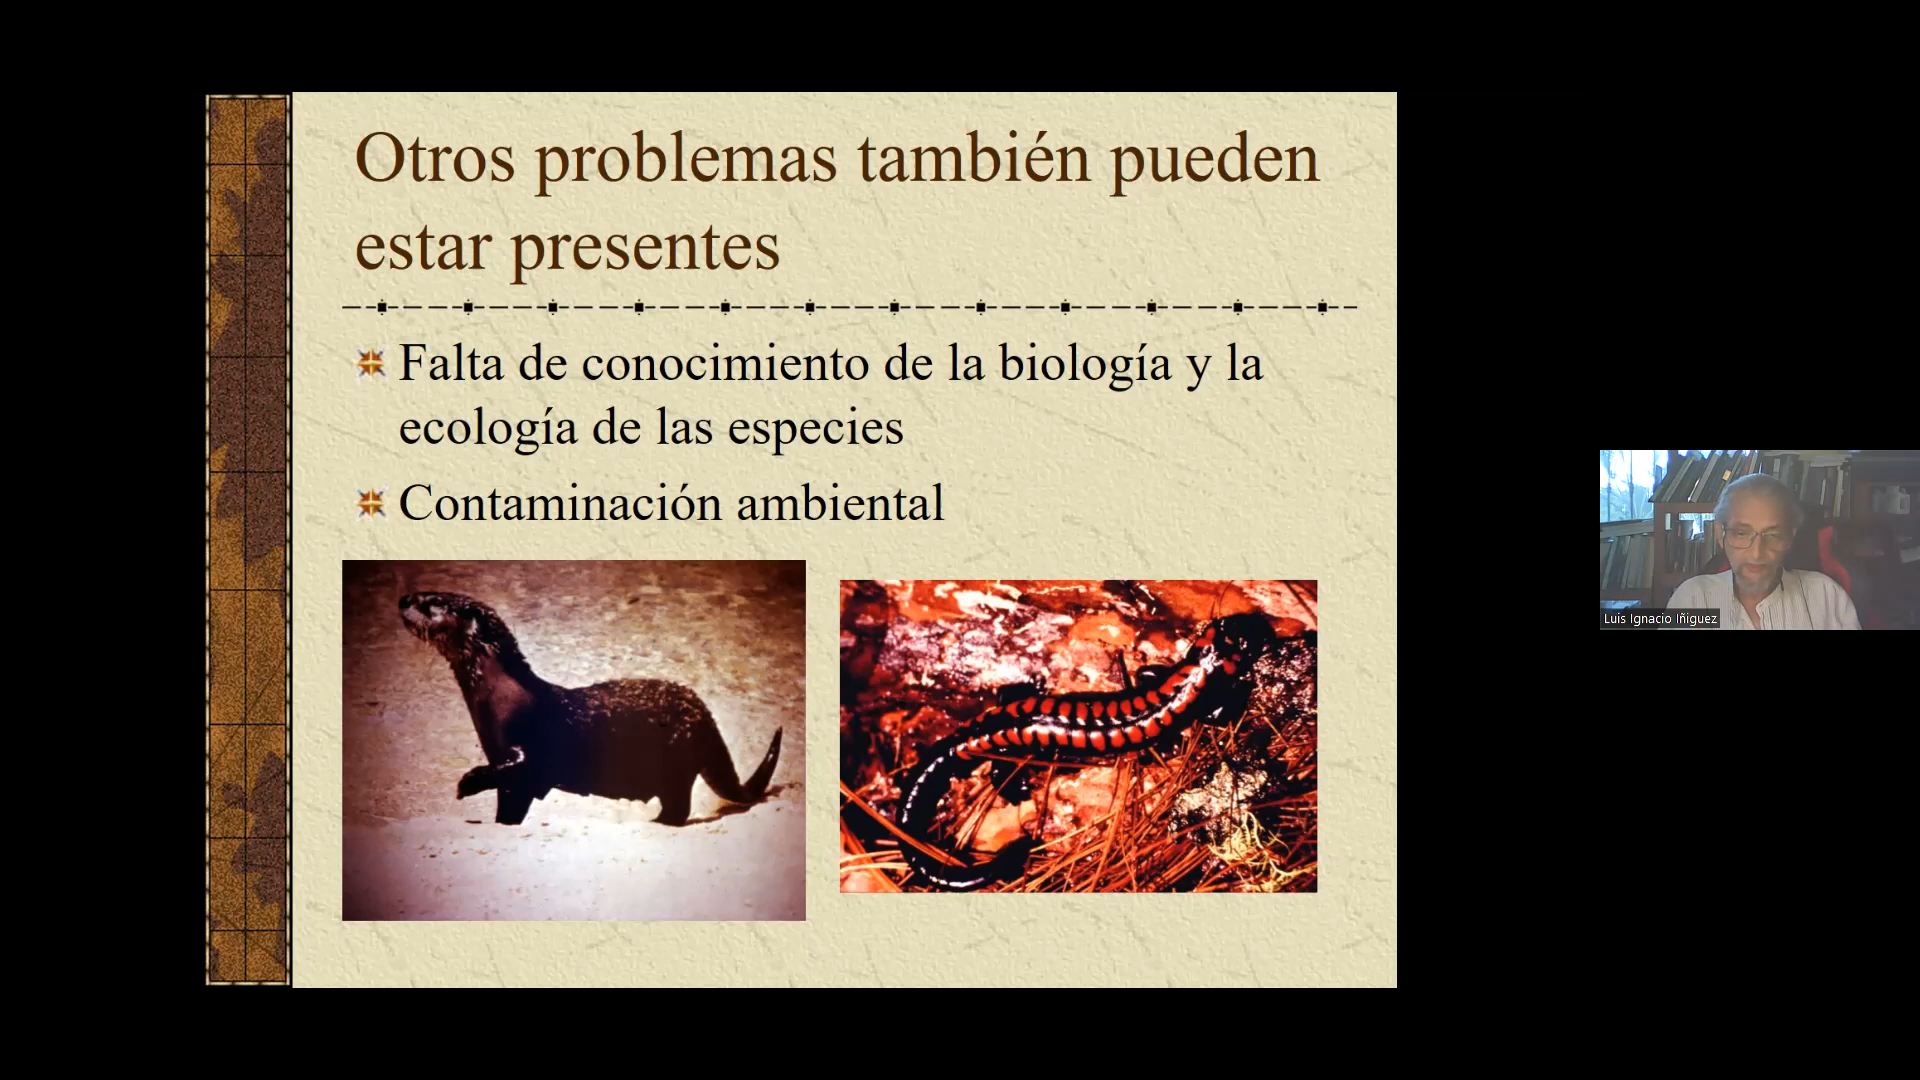 Otros problemas también pueden
estar presentes
Falta de conocimiento de la biología y la
ecología de las especies
Contaminación ambiental
Luis Ignacio Iñiguez